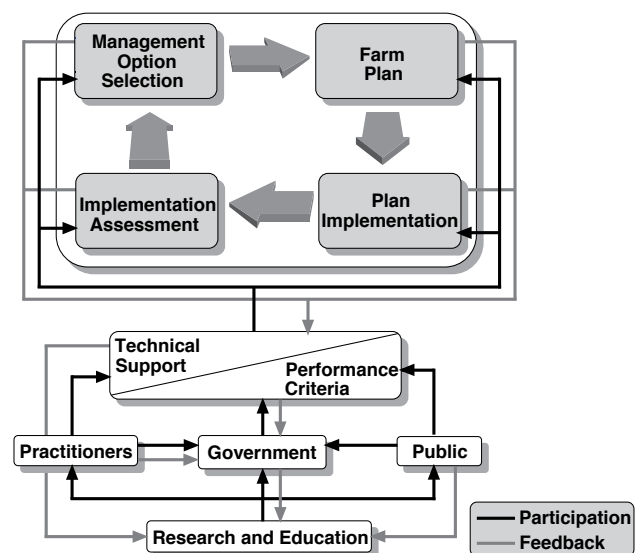 Management
Option
Selection
Farm
Plan
Implementation
Assessment
Plan
Implementation
Technical
Support
Performance
Criteria
Practitioners
Government
Public
Research and Education
Participation
Feedback